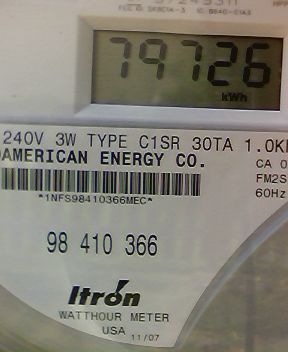 79726
kWh
240V 3W TYPE C1SR 30TA 1.0K
AMERICAN ENERGY CO.
CA 0
FM2S
60Hz
*1NFS98410366MEC*
98 410 366
Itron
WATTHOUR METER
USA 11/07